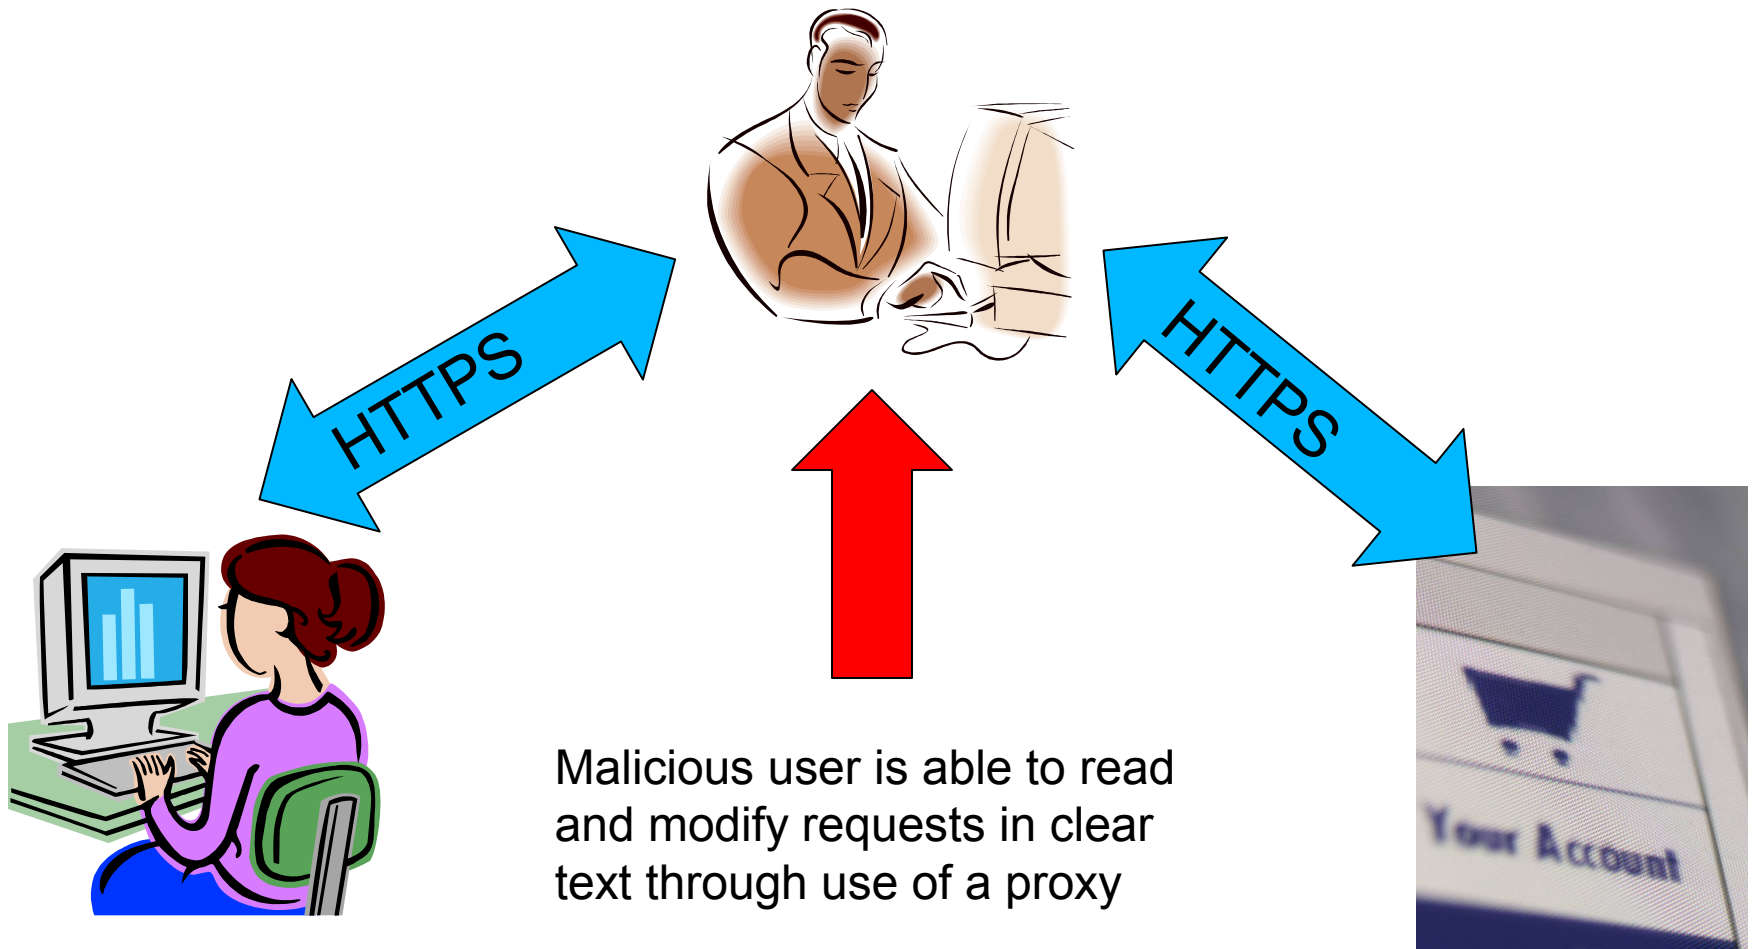 HTTPS
HTTPS
Malicious user is able to read
and modify requests in clear
text through use of a proxy
Your Account